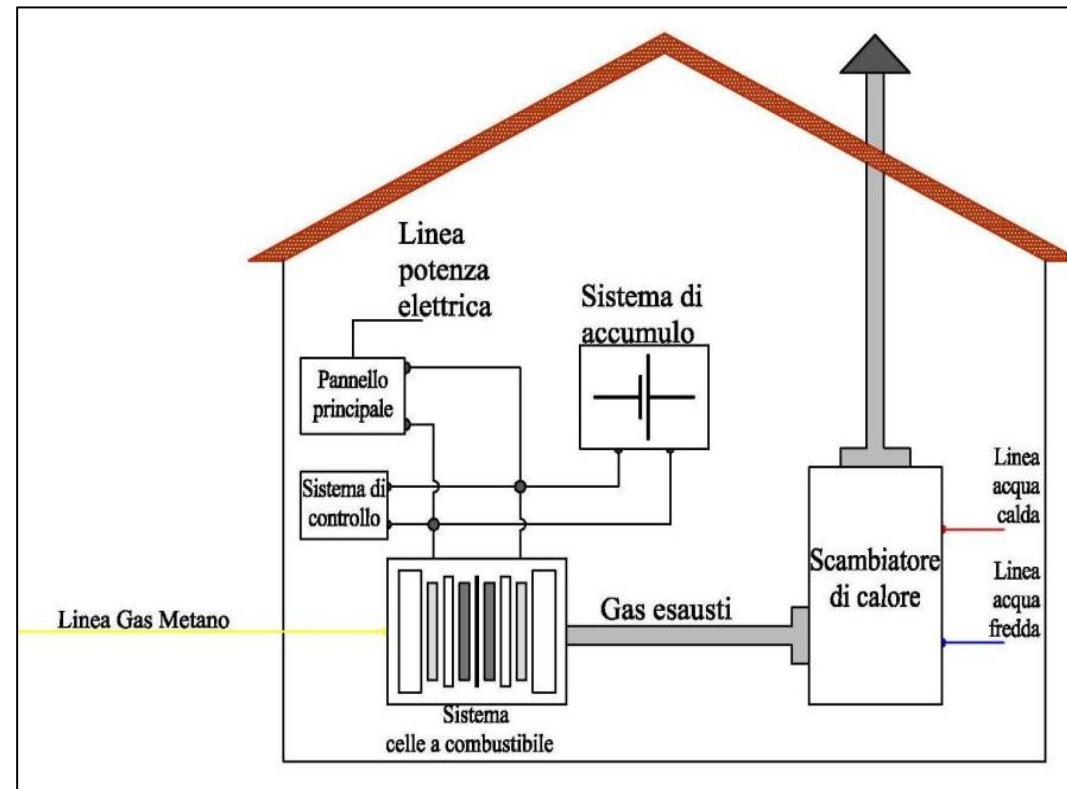 Linea
potenza
elettrica
Sistema di
accumulo
Pannello
principale
Sistema di
controllo
Linea
acqua
calda
Scambiatore
di calore
Linea
acqua
fredda
Linea Gas Metano
Gas esausti
Sistema
celle a combustibile